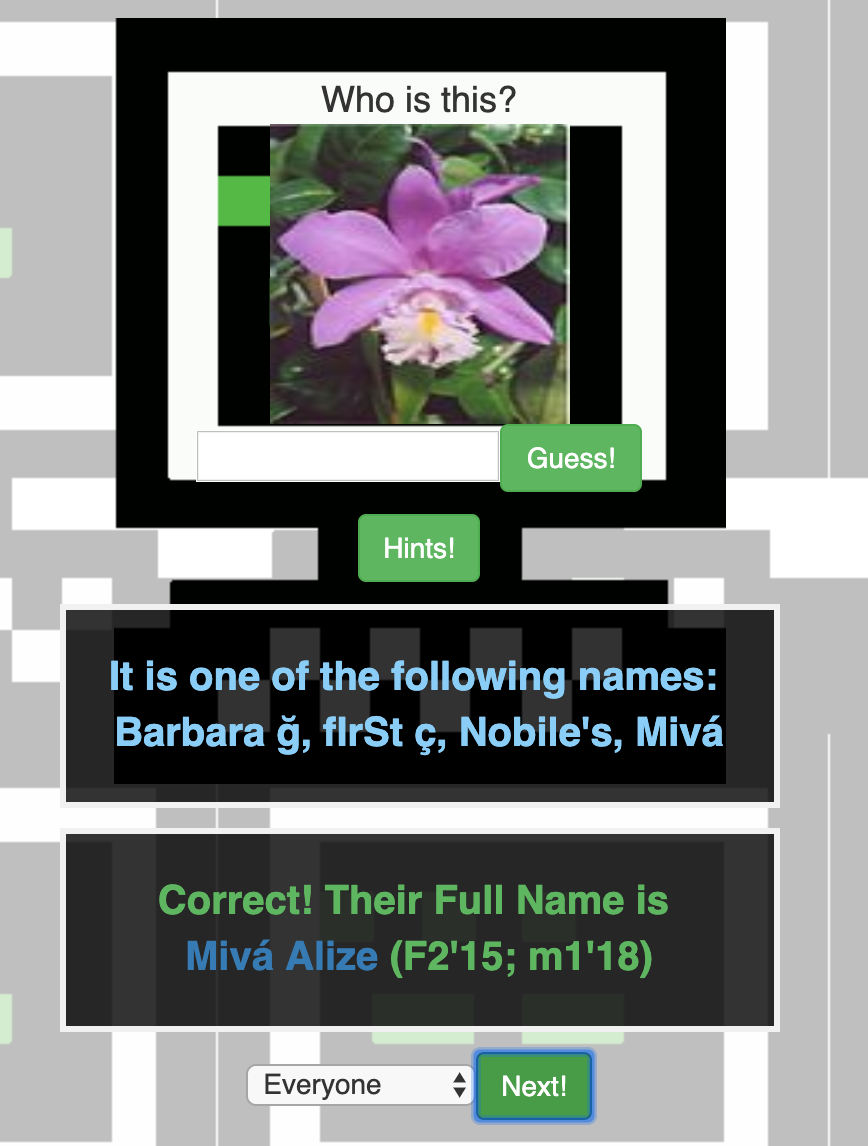 Who is this?
Guess!
Hints!
It is one of the following names:
Barbara ğ, fIrSt ç, Nobile's, Mivá
Correct! Their Full Name is
Mivá Alize (F2'15; m1'18)
Everyone
Next!